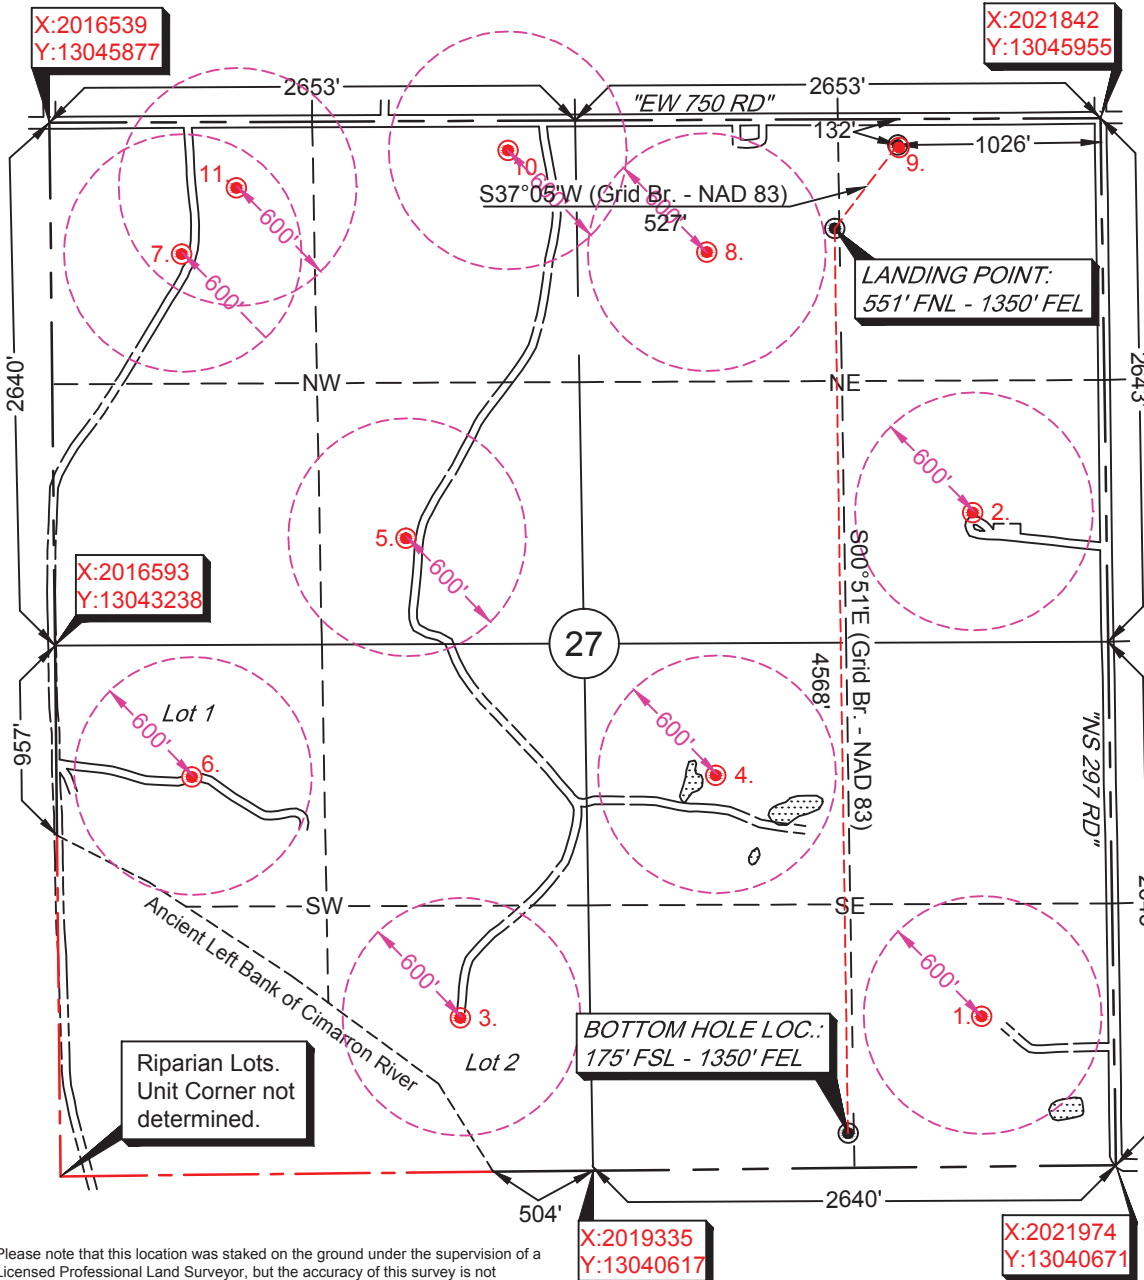 X:2016539
Y:13045877
X:2021842
Y:13045955
2653'
2653'
"EW 750 RD"
132'
1026'
9.
10.
11.
S37°05'W (Grid Br. - NAD 83)
527'
600'
600'
600'
600'
7.
8.
LANDING POINT:
551' FNL - 1350' FEL
2640'
2643'
NW
NE
600'
2.
5.
600'
S00°51'E (Grid Br. - NAD 83)
4568'
X:2016593
Y:13043238
27
Lot 1
600'
6.
600'
4.
957'
"NS 297 RD"
SW
SE
Ancient Left Bank of Cimarron River
600'
3.
600'
1.
Lot 2
BOTTOM HOLE LOC.:
175' FSL - 1350' FEL
Riparian Lots.
Unit Corner not
determined.
504'
2640'
X:2019335
Y:13040617
X:2021974
Y:13040671
Please note that this location was staked on the ground under the supervision of a
Licensed Professional Land Surveyor, but the accuracy of this survey is not